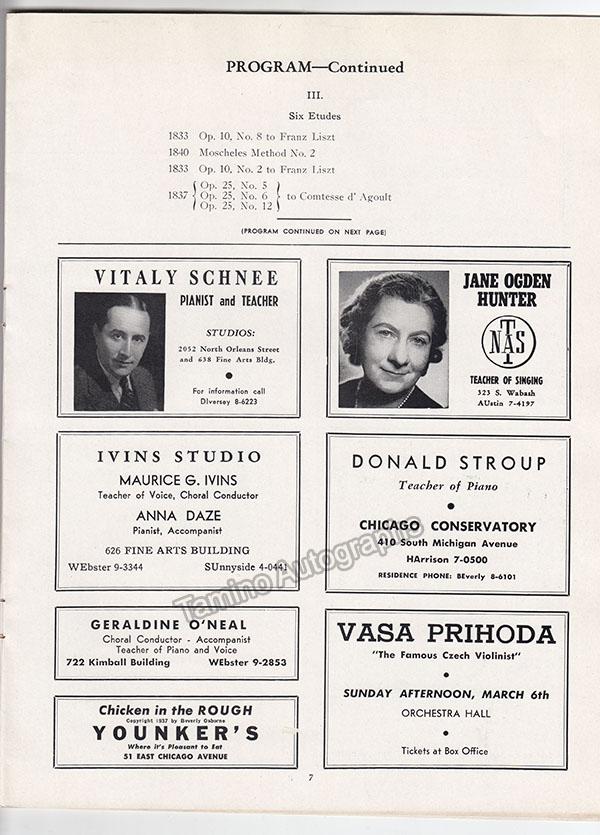 PROGRAM—Continued
III.
Six Etudes
1833 Op. 10, No. 8 to Franz Liszt
1840 Moscheles Method No. 2
1833 Op. 10, No. 2 to Franz Liszt
Op. 25, No. 5
1837 { Op. 25, No. 6 } to Comtesse d' Agoult
Op. 25, No. 12
(PROGRAM CONTINUED ON NEXT PAGE)
VITALY SCHNEE
PIANIST and TEACHER
STUDIOS:
2052 North Orleans Street
and 638 Fine Arts Bldg.
•
For information call
DIversey 8-6223
JANE OGDEN
HUNTER
NATS
TEACHER OF SINGING
323 S. Wabash
AUstin 7-4197
IVINS STUDIO
MAURICE G. IVINS
Teacher of Voice, Choral Conductor
ANNA DAZE
Pianist, Accompanist
626 FINE ARTS BUILDING
WEbster 9-3344 SUnnyside 4-0441
DONALD STROUP
Teacher of Piano
•
CHICAGO CONSERVATORY
410 South Michigan Avenue
HArrison 7-0500
RESIDENCE PHONE: BEverly 8-6101
GERALDINE O'NEAL
Choral Conductor - Accompanist
Teacher of Piano and Voice
722 Kimball Building WEbster 9-2853
VASA PRIHODA
"The Famous Czech Violinist"
•
SUNDAY AFTERNOON, MARCH 6th
ORCHESTRA HALL
•
Tickets at Box Office
Chicken in the ROUGH
Copyright 1937 by Beverly Osborne
YOUNKER'S
Where it's Pleasant to Eat
51 EAST CHICAGO AVENUE
7
Tamino Autographs